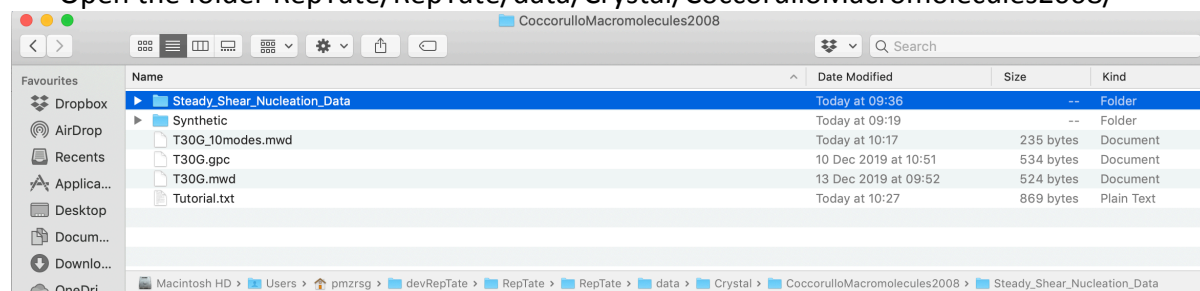 Open the folder RepTate/RepTate/data/Crystal/CoccorulloMacromolecules2008/
CoccorulloMacromolecules2008
Search
Favourites Name Date Modified Size Kind
Dropbox Steady_Shear_Nucleation_Data Today at 09:36 -- Folder
Synthetic Today at 09:19 -- Folder
AirDrop T30G_10modes.mwd Today at 10:17 235 bytes Document
Recents T30G.gpc 10 Dec 2019 at 10:51 534 bytes Document
Applica... T30G.mwd 13 Dec 2019 at 09:52 524 bytes Document
Desktop Tutorial.txt Today at 10:27 869 bytes Plain Text
Docum...
Downlo...
OneDri Macintosh HD > Users > pmzrsg > devRepTate > RepTate > RepTate > data > Crystal > CoccorulloMacromolecules2008 > Steady_Shear_Nucleation_Data